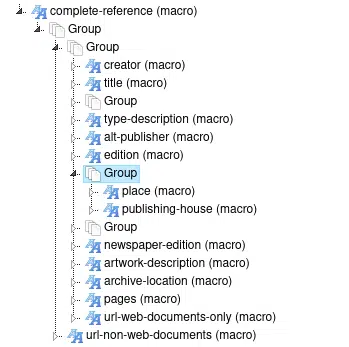 complete-reference (macro)
Group
Group
creator (macro)
title (macro)
Group
type-description (macro)
alt-publisher (macro)
edition (macro)
Group
place (macro)
publishing-house (macro)
Group
newspaper-edition (macro)
artwork-description (macro)
archive-location (macro)
pages (macro)
url-web-documents-only (macro)
url-non-web-documents (macro)